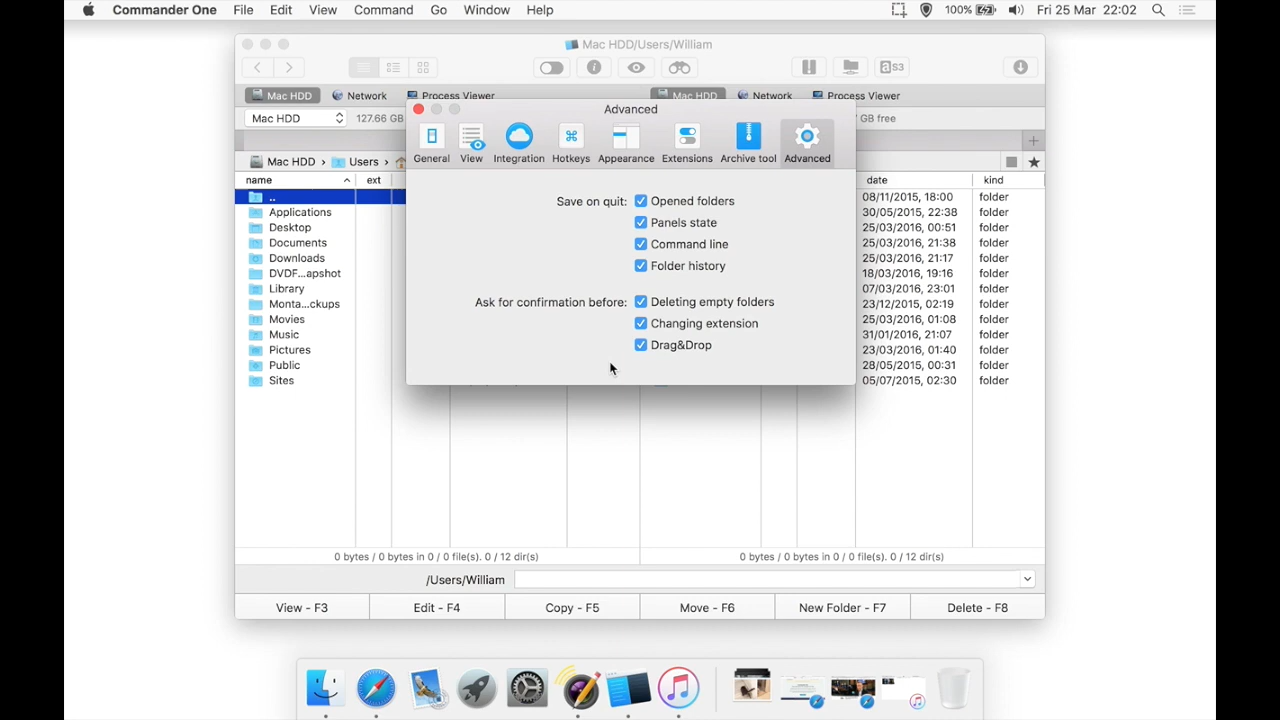 Commander One File Edit View Command Go Window Help 100% Fri 25 Mar 22:02
Mac HDD/Users/William
aS3
Mac HDD Network Process Viewer Mac HDD Network Process Viewer
Mac HDD 127.66 GB GB free
Mac HDD › Users ›
name ext date kind
..
08/11/2015, 18:00 folder
Applications 30/05/2015, 22:38 folder
Desktop 25/03/2016, 00:51 folder
Documents 25/03/2016, 21:38 folder
Downloads 25/03/2016, 21:17 folder
DVDF...apshot 18/03/2016, 19:16 folder
Library 07/03/2016, 23:01 folder
Monta...ckups 23/12/2015, 02:19 folder
Movies 25/03/2016, 01:08 folder
Music 31/01/2016, 21:07 folder
Pictures 23/03/2016, 01:40 folder
Public 28/05/2015, 00:31 folder
Sites 05/07/2015, 02:30 folder
Advanced
General View Integration Hotkeys Appearance Extensions Archive tool Advanced
Save on quit: Opened folders
Panels state
Command line
Folder history
Ask for confirmation before: Deleting empty folders
Changing extension
Drag&Drop
0 bytes / 0 bytes in 0 / 0 file(s). 0 / 12 dir(s) 0 bytes / 0 bytes in 0 / 0 file(s). 0 / 12 dir(s)
/Users/William
View - F3 Edit - F4 Copy - F5 Move - F6 New Folder - F7 Delete - F8